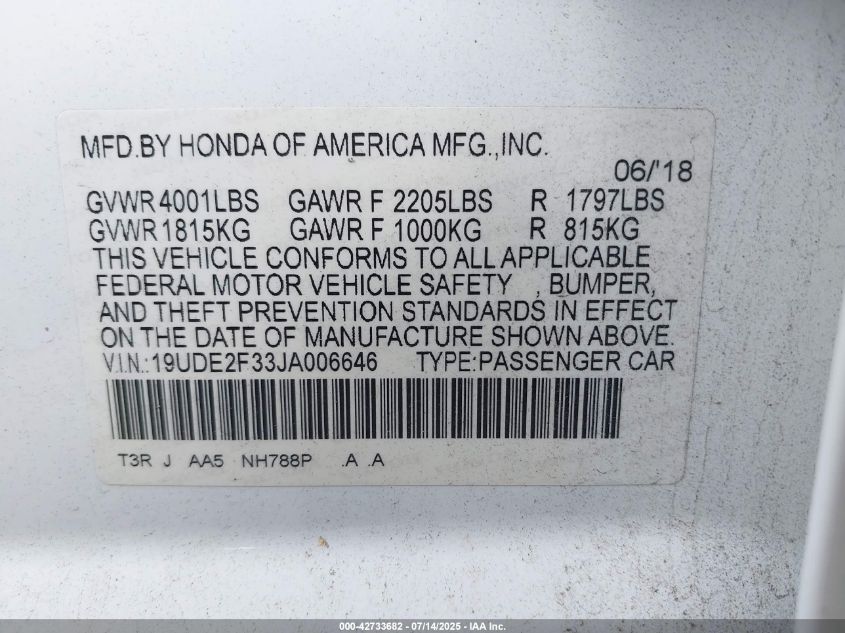 MFD.BY HONDA OF AMERICA MFG.,INC.
06/'18
GVWR 4001LBS GAWR F 2205LBS R 1797LBS
GVWR 1815KG GAWR F 1000KG R 815KG
THIS VEHICLE CONFORMS TO ALL APPLICABLE
FEDERAL MOTOR VEHICLE SAFETY , BUMPER,
AND THEFT PREVENTION STANDARDS IN EFFECT
ON THE DATE OF MANUFACTURE SHOWN ABOVE.
V.I.N.:19UDE2F33JA006646 TYPE:PASSENGER CAR
T3R J AA5 NH788P .A .A
000-42733682 - 07/14/2025 - IAA Inc.